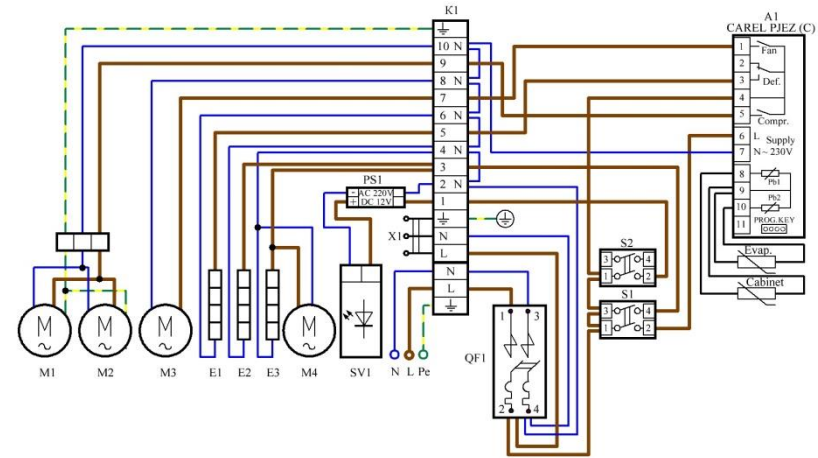 K1
A1
CAREL PJEZ (C)
10 N
9
8 N
7
6 N
5
4 N
3
2 N
1
N
L
N
L
1
Fan
2
3
Def.
4
5
Compr.
6 L
Supply
7 N~ 230V
8
Pb1
9
10
Pb2
11
PROG.KEY
Evap.
Cabinet
PS1
- AC 220V
+ DC 12V
X1
S2
3 4
1 2
S1
3 4
1 2
QF1
1 3
2 4
M
M
M
M
M1
M2
M3
E1
E2
E3
M4
SV1
N L Pe